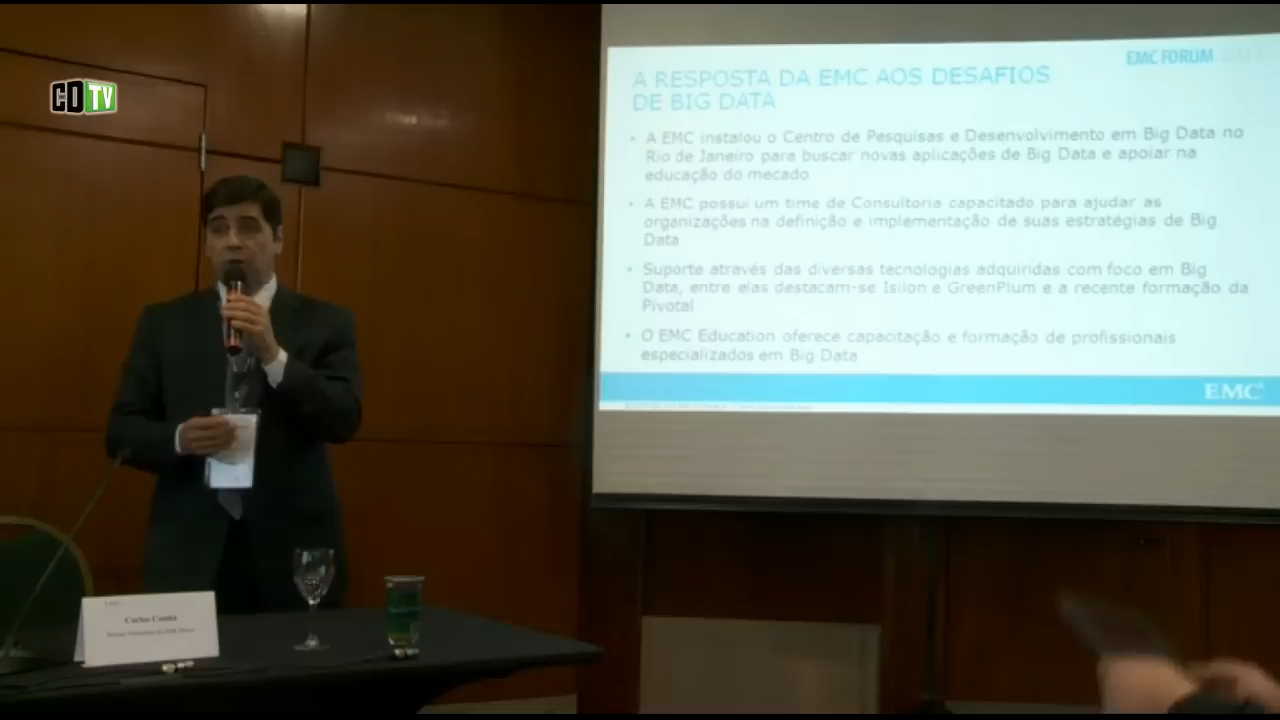 CDTV
EMC FORUM
A RESPOSTA DA EMC AOS DESAFIOS
DE BIG DATA
• A EMC instalou o Centro de Pesquisas e Desenvolvimento em Big Data no
Rio de Janeiro para buscar novas aplicações de Big Data e apoiar na
educação do mecado
• A EMC possui um time de Consultoria capacitado para ajudar as
organizações na definição e implementação de suas estratégias de Big
Data
• Suporte através das diversas tecnologias adquiridas com foco em Big
Data, entre elas destacam-se Isilon e GreenPlum e a recente formação da
Pivotal
• O EMC Education oferece capacitação e formação de profissionais
especializados em Big Data
EMC²
Carlos Cunha